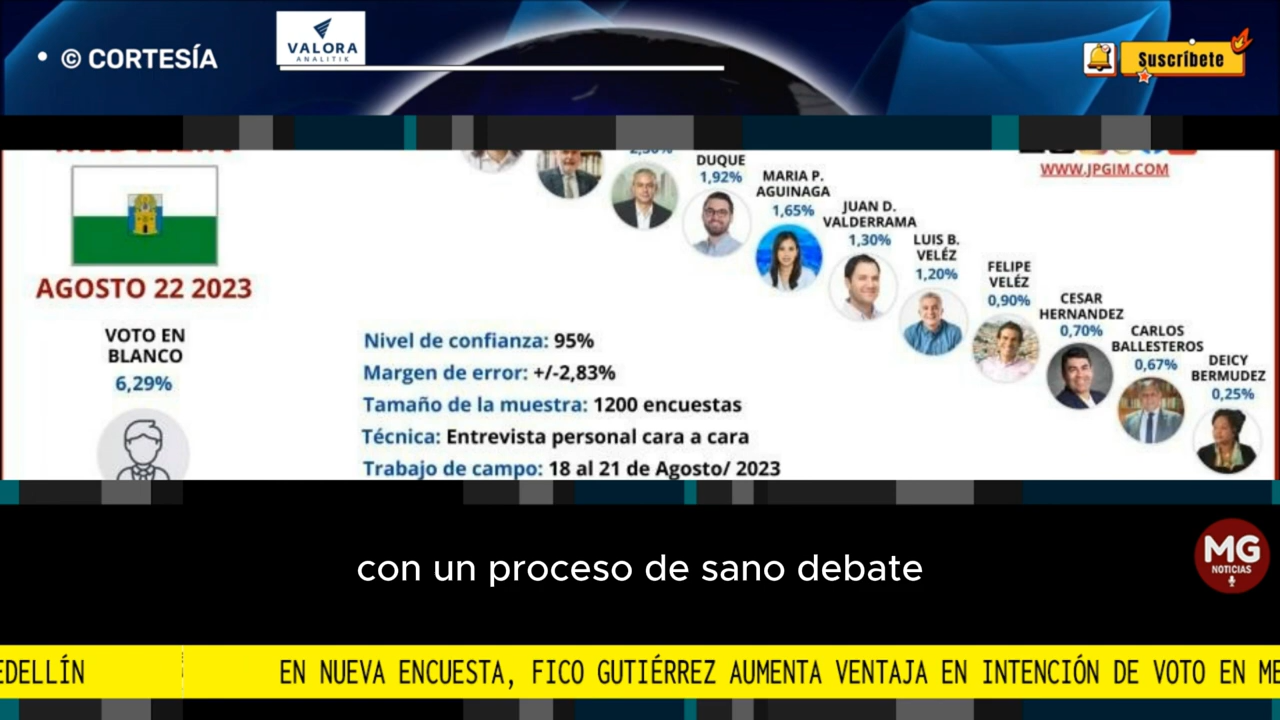 • © CORTESÍA
VALORA
ANALITIK
Suscríbete
WWW.JPGIM.COM
AGOSTO 22 2023
VOTO EN
BLANCO
6,29%
DUQUE
1,92%
MARIA P.
AGUINAGA
1,65%
JUAN D.
VALDERRAMA
1,30%
LUIS B.
VELÉZ
1,20%
FELIPE
VELÉZ
0,90%
CESAR
HERNANDEZ
0,70%
CARLOS
BALLESTEROS
0,67%
DEICY
BERMUDEZ
0,25%
Nivel de confianza: 95%
Margen de error: +/-2,83%
Tamaño de la muestra: 1200 encuestas
Técnica: Entrevista personal cara a cara
Trabajo de campo: 18 al 21 de Agosto/ 2023
con un proceso de sano debate
MG
NOTICIAS
EDELLÍN EN NUEVA ENCUESTA, FICO GUTIÉRREZ AUMENTA VENTAJA EN INTENCIÓN DE VOTO EN ME